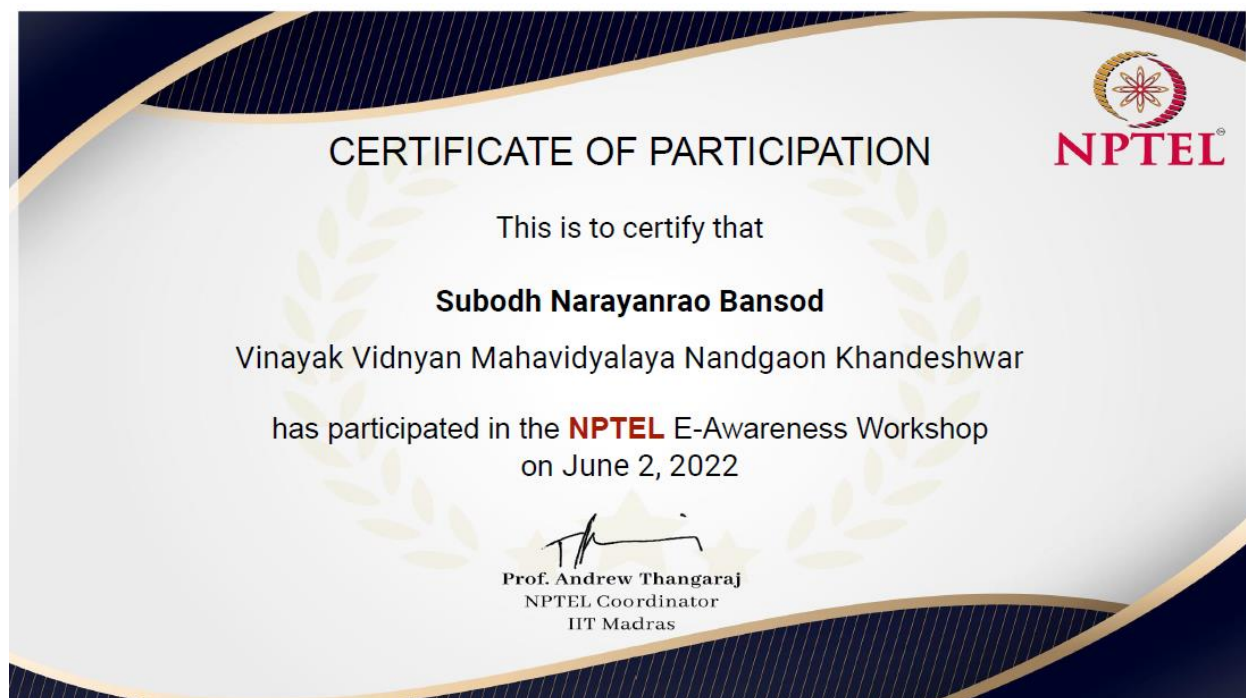 NPTEL
CERTIFICATE OF PARTICIPATION
This is to certify that
Subodh Narayanrao Bansod
Vinayak Vidnyan Mahavidyalaya Nandgaon Khandeshwar
has participated in the NPTEL E-Awareness Workshop
on June 2, 2022
Prof. Andrew Thangaraj
NPTEL Coordinator
IIT Madras